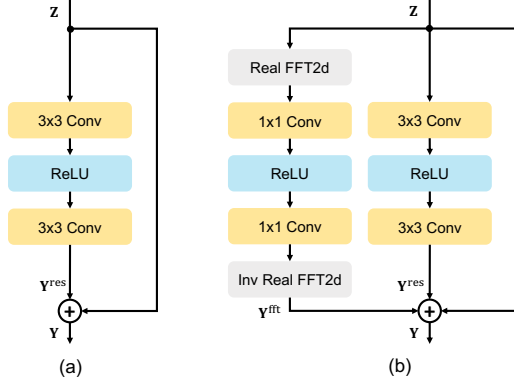 Z
3x3 Conv
ReLU
3x3 Conv
Y^res
+
Y
(a)
Z
Real FFT2d
1x1 Conv
3x3 Conv
ReLU
ReLU
1x1 Conv
3x3 Conv
Inv Real FFT2d
Y^fft
Y^res
+
Y
(b)